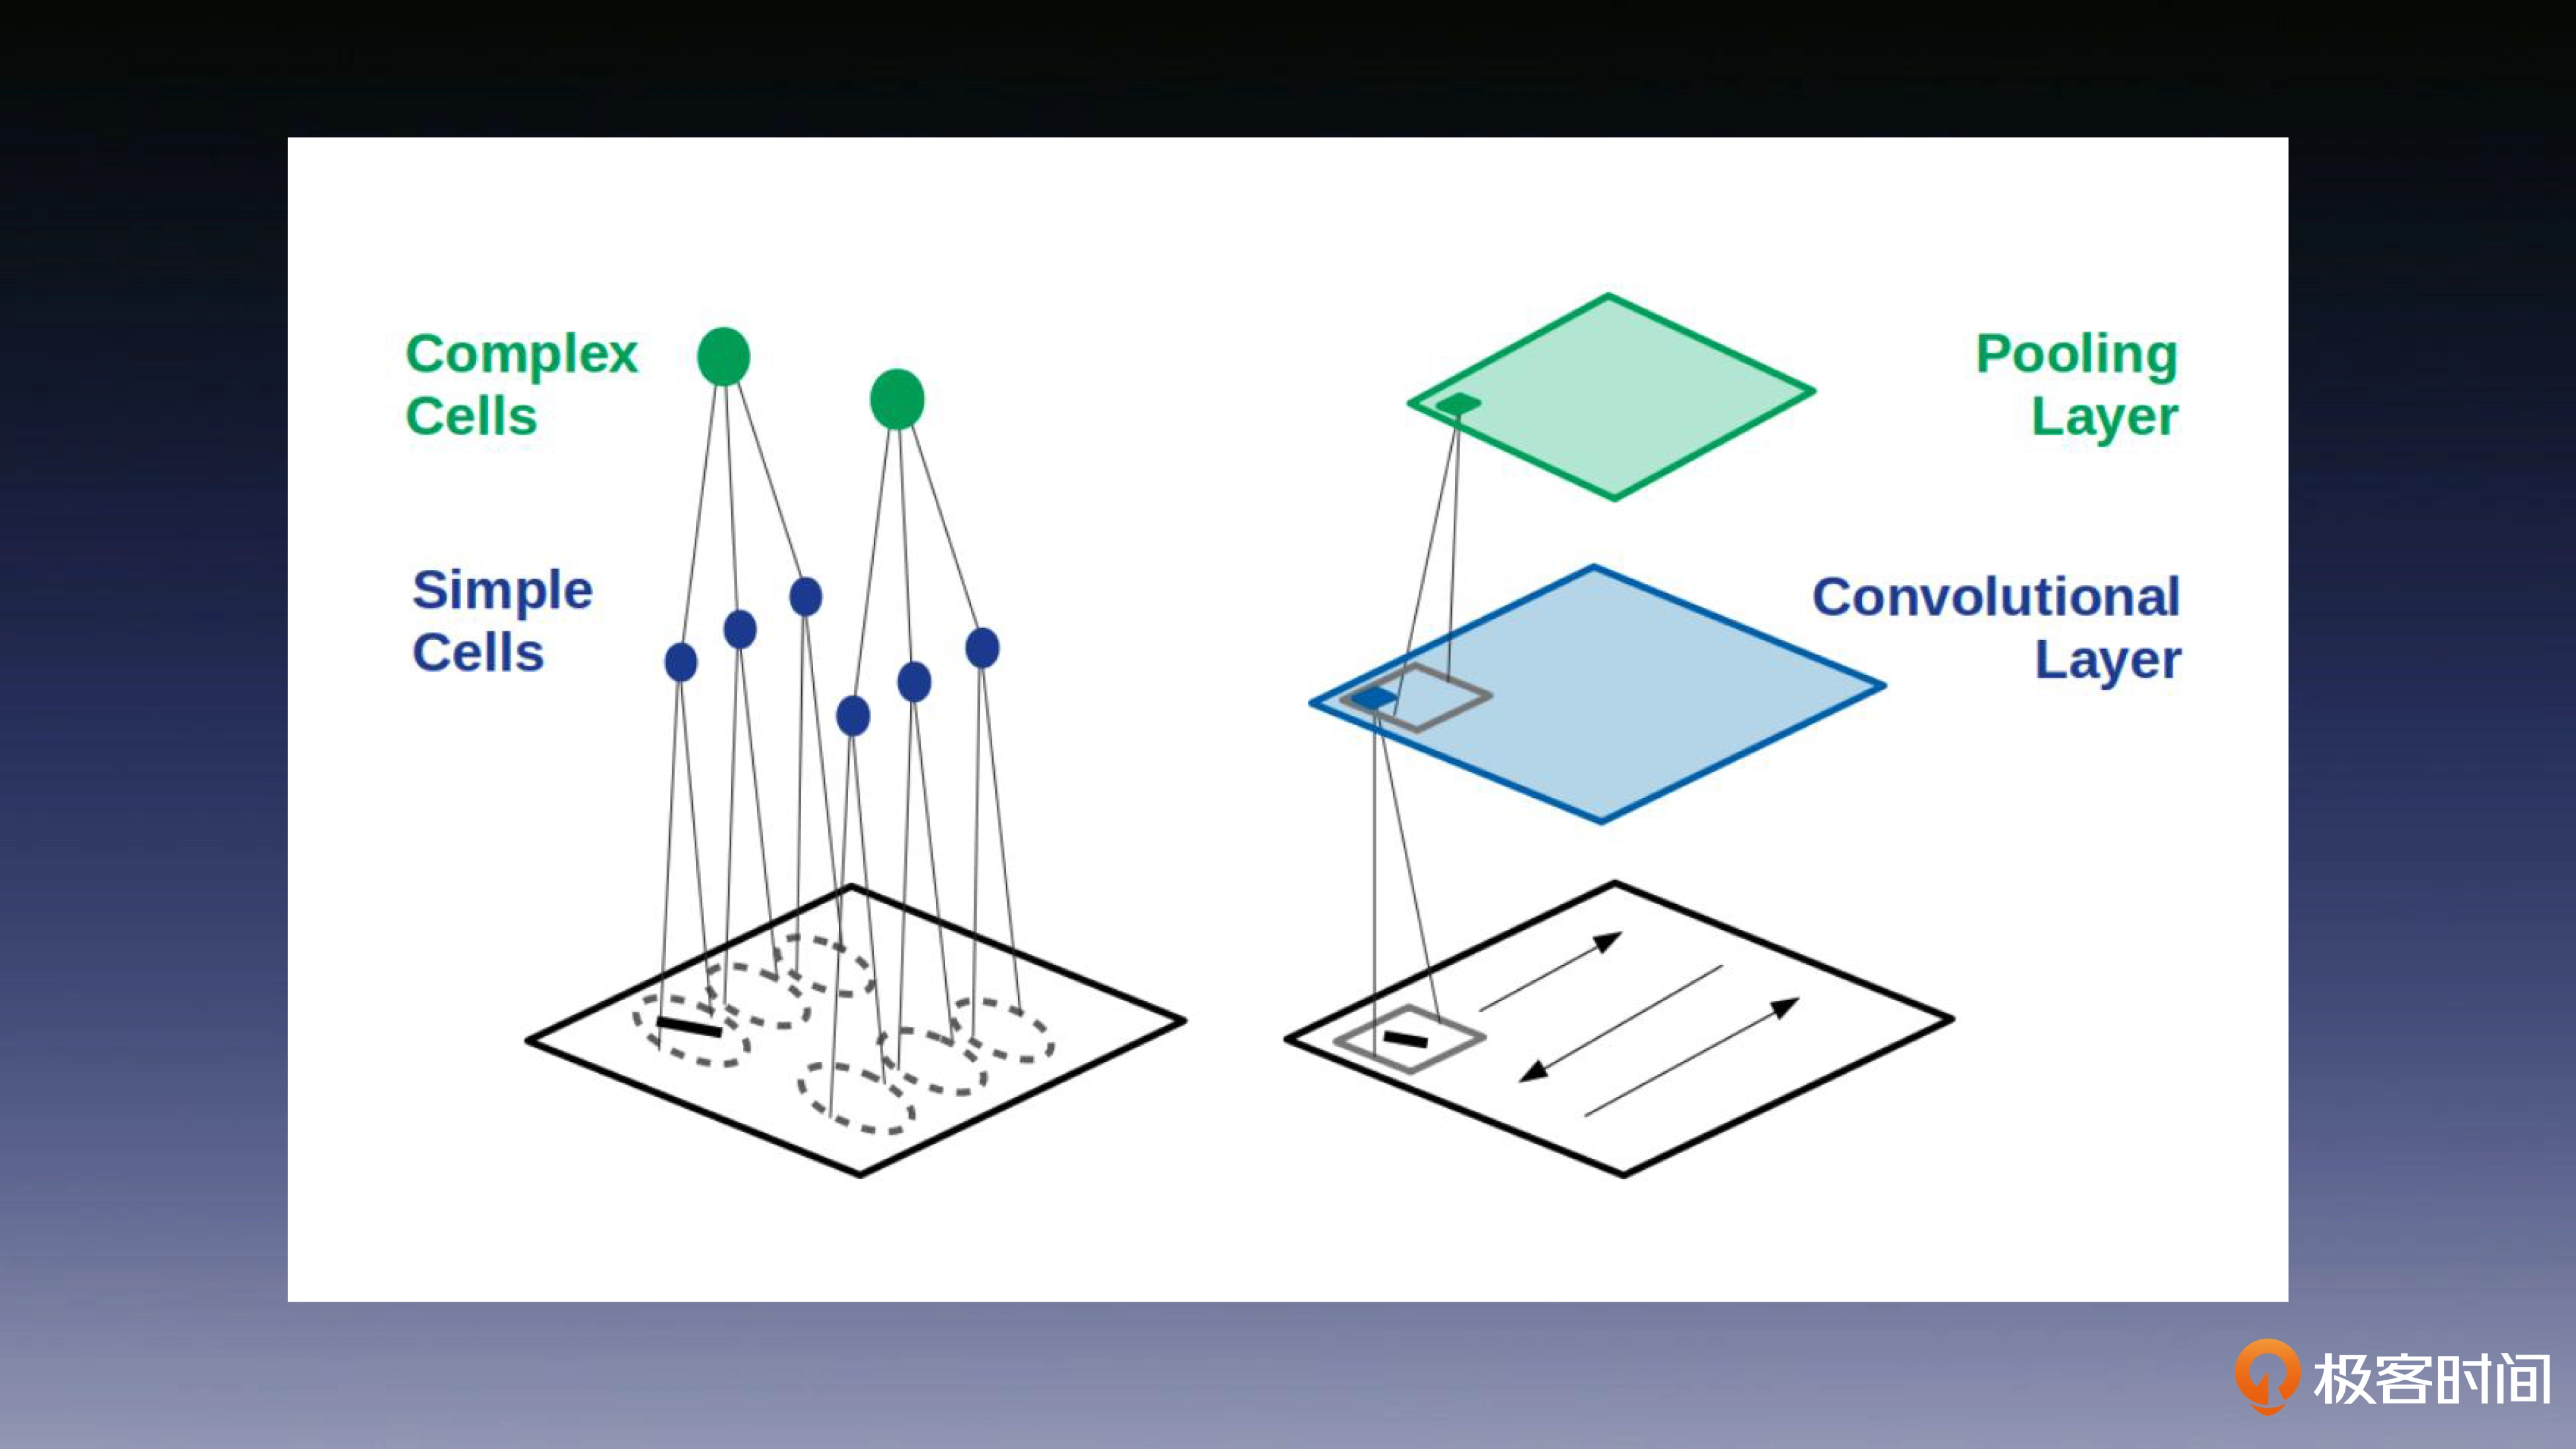 Complex
Cells
Simple
Cells
Pooling
Layer
Convolutional
Layer
极客时间